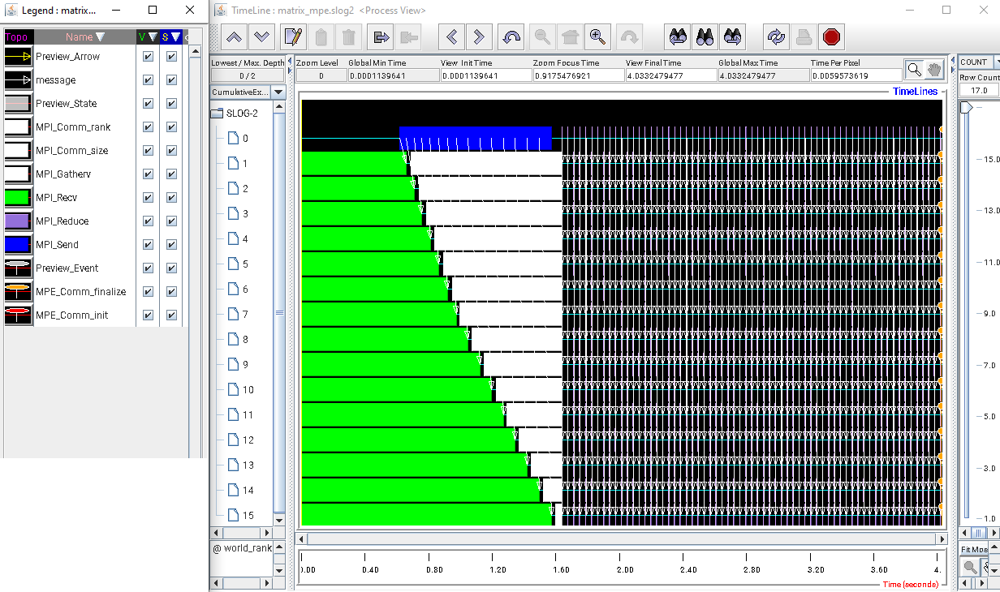 Legend : matrix...
Topo Name V S
Preview_Arrow
message
Preview_State
MPI_Comm_rank
MPI_Comm_size
MPI_Gatherv
MPI_Recv
MPI_Reduce
MPI_Send
Preview_Event
MPE_Comm_finalize
MPE_Comm_init
TimeLine : matrix_mpe.slog2 <Process View>
Lowest / Max. Depth Zoom Level Global Min Time View Init Time Zoom Focus Time View Final Time Global Max Time Time Per Pixel
0 / 2 0 0.0001139641 0.0001139641 0.9175476921 4.0332479477 4.0332479477 0.0059573619
CumulativeEx...
TimeLines
SLOG-2
0
1
2
3
4
5
6
7
8
9
10
11
12
13
14
15
@ world_rank
0.00 0.40 0.80 1.20 1.60 2.00 2.40 2.80 3.20 3.60 4.
Time (seconds)
COUNT
Row Count
17.0
15.0
13.0
11.0
9.0
7.0
5.0
3.0
1.0
Fit Mos